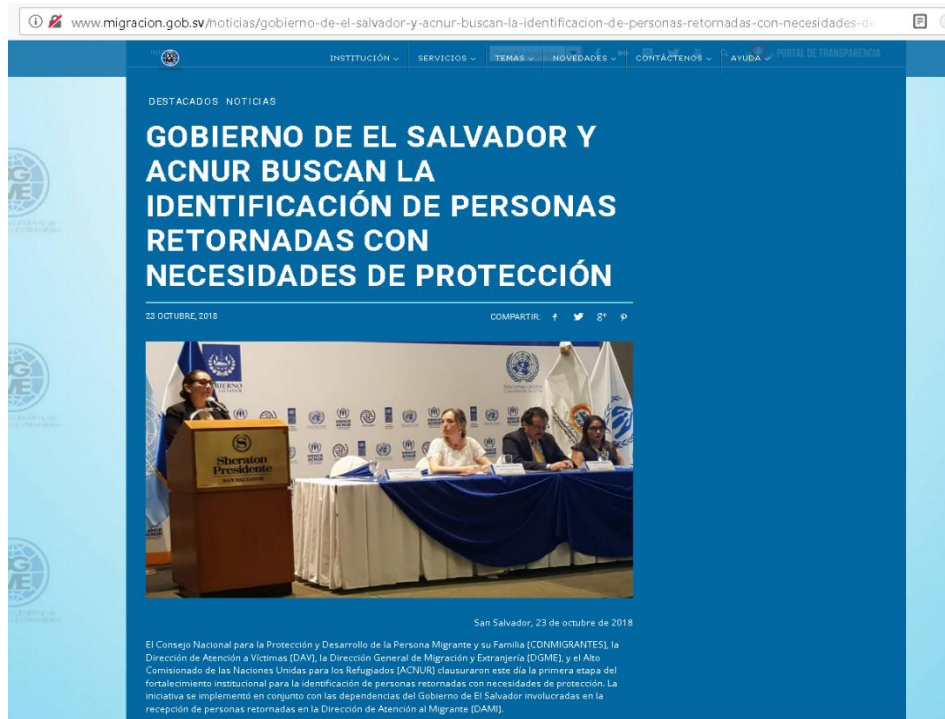 www.migracion.gob.sv/noticias/gobierno-de-el-salvador-y-acnur-buscan-la-identificacion-de-personas-retornadas-con-necesidades-de
INSTITUCIÓN SERVICIOS TEMAS NOVEDADES CONTÁCTENOS AYUDA PORTAL DE TRANSPARENCIA
DESTACADOS NOTICIAS
GOBIERNO DE EL SALVADOR Y
ACNUR BUSCAN LA
IDENTIFICACIÓN DE PERSONAS
RETORNADAS CON
NECESIDADES DE PROTECCIÓN
23 OCTUBRE, 2018 COMPARTIR:
GOBIERNO
Naciones Unidas
Sheraton
Presidente
SAN SALVADOR
San Salvador, 23 de octubre de 2018
El Consejo Nacional para la Protección y Desarrollo de la Persona Migrante y su Familia (CONMIGRANTES), la
Dirección de Atención a Víctimas (DAV), la Dirección General de Migración y Extranjería (DGME), y el Alto
Comisionado de las Naciones Unidas para los Refugiados (ACNUR) clausuraron este día la primera etapa del
fortalecimiento institucional para la identificación de personas retornadas con necesidades de protección. La
iniciativa se implementó en conjunto con las dependencias del Gobierno de El Salvador involucradas en la
recepción de personas retornadas en la Dirección de Atención al Migrante (DAMI).